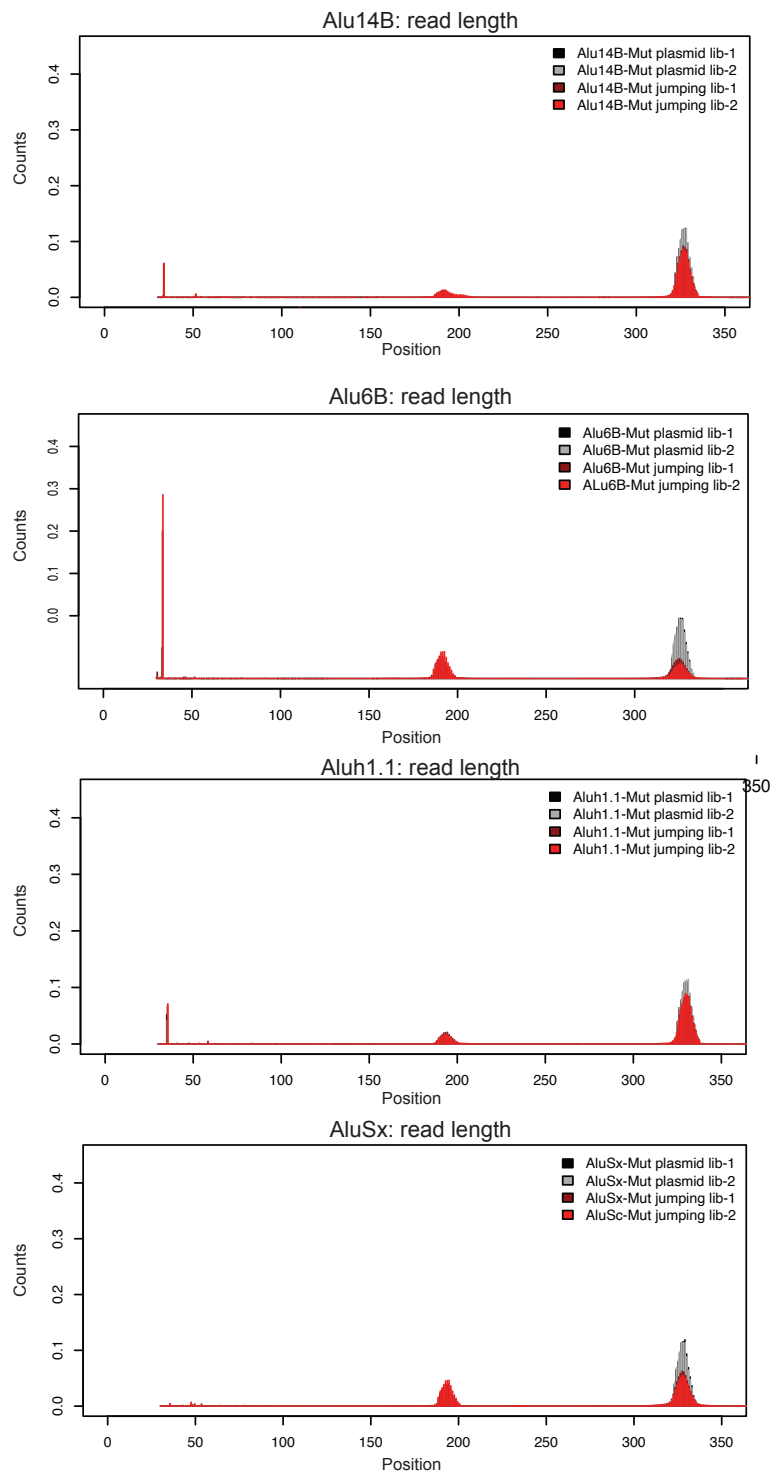 Alu14B: read length
Alu14B-Mut plasmid lib-1
Alu14B-Mut plasmid lib-2
Alu14B-Mut jumping lib-1
Alu14B-Mut jumping lib-2
Counts
0.4
0.3
0.2
0.1
0.0
0 50 100 150 200 250 300 350
Position
Alu6B: read length
Alu6B-Mut plasmid lib-1
Alu6B-Mut plasmid lib-2
Alu6B-Mut jumping lib-1
ALu6B-Mut jumping lib-2
Counts
0.4
0.3
0.2
0.1
0.0
0 50 100 150 200 250 300
Position
350
Aluh1.1: read length
Aluh1.1-Mut plasmid lib-1
Aluh1.1-Mut plasmid lib-2
Aluh1.1-Mut jumping lib-1
Aluh1.1-Mut jumping lib-2
Counts
0.4
0.3
0.2
0.1
0.0
0 50 100 150 200 250 300 350
Position
AluSx: read length
AluSx-Mut plasmid lib-1
AluSx-Mut plasmid lib-2
AluSx-Mut jumping lib-1
AluSc-Mut jumping lib-2
Counts
0.4
0.3
0.2
0.1
0.0
0 50 100 150 200 250 300 350
Position